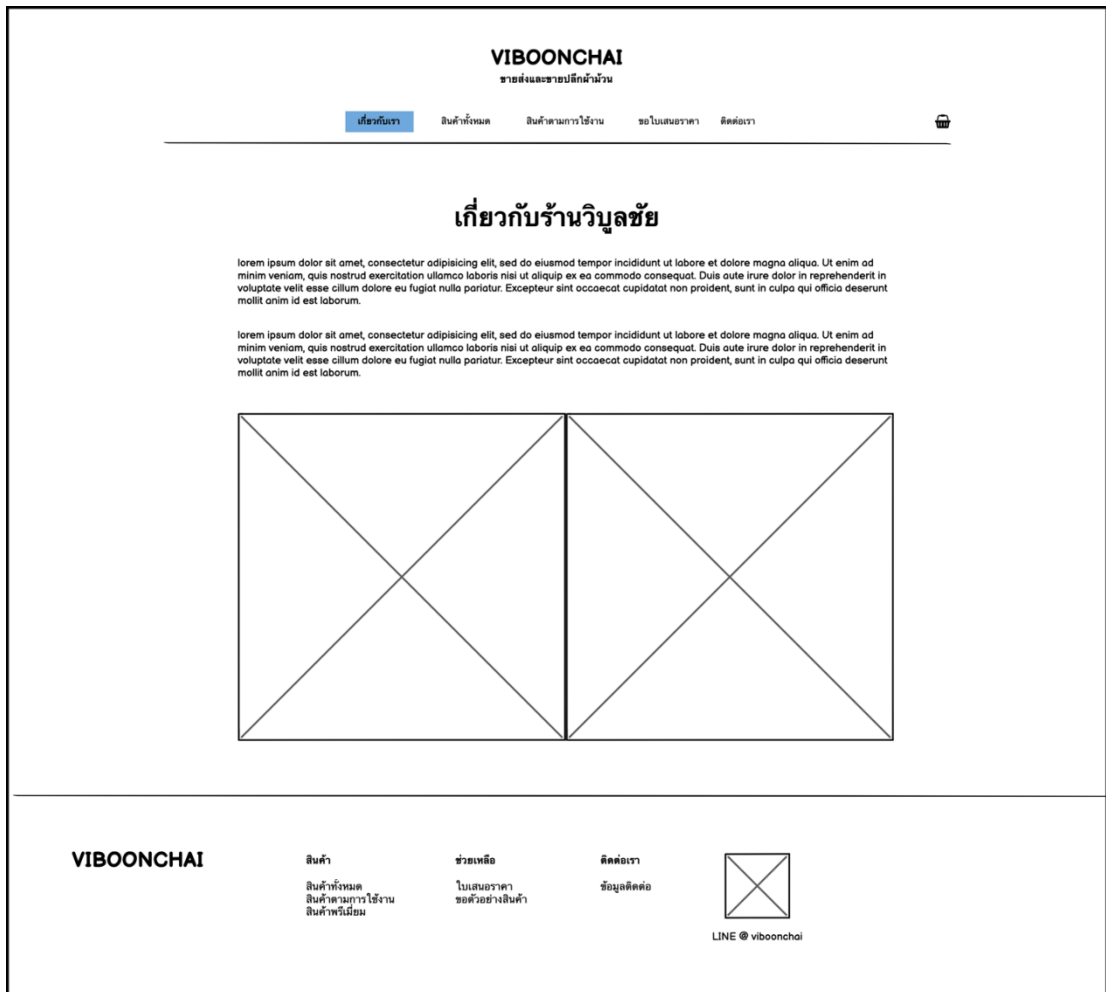 VIBOONCHAI
ขายส่งและขายปลีกผ้าม้วน
เกี่ยวกับเรา สินค้าทั้งหมด สินค้าตามการใช้งาน ขอใบเสนอราคา ติดต่อเรา
เกี่ยวกับร้านวิบูลชัย
lorem ipsum dolor sit amet, consectetur adipisicing elit, sed do eiusmod tempor incididunt ut labore et dolore magna aliqua. Ut enim ad
minim veniam, quis nostrud exercitation ullamco laboris nisi ut aliquip ex ea commodo consequat. Duis aute irure dolor in reprehenderit in
voluptate velit esse cillum dolore eu fugiat nulla pariatur. Excepteur sint occaecat cupidatat non proident, sunt in culpa qui officia deserunt
mollit anim id est laborum.
lorem ipsum dolor sit amet, consectetur adipisicing elit, sed do eiusmod tempor incididunt ut labore et dolore magna aliqua. Ut enim ad
minim veniam, quis nostrud exercitation ullamco laboris nisi ut aliquip ex ea commodo consequat. Duis aute irure dolor in reprehenderit in
voluptate velit esse cillum dolore eu fugiat nulla pariatur. Excepteur sint occaecat cupidatat non proident, sunt in culpa qui officia deserunt
mollit anim id est laborum.
VIBOONCHAI
สินค้า
สินค้าทั้งหมด
สินค้าตามการใช้งาน
สินค้าพรีเมี่ยม
ช่วยเหลือ
ใบเสนอราคา
ขอตัวอย่างสินค้า
ติดต่อเรา
ข้อมูลติดต่อ
LINE @ viboonchai